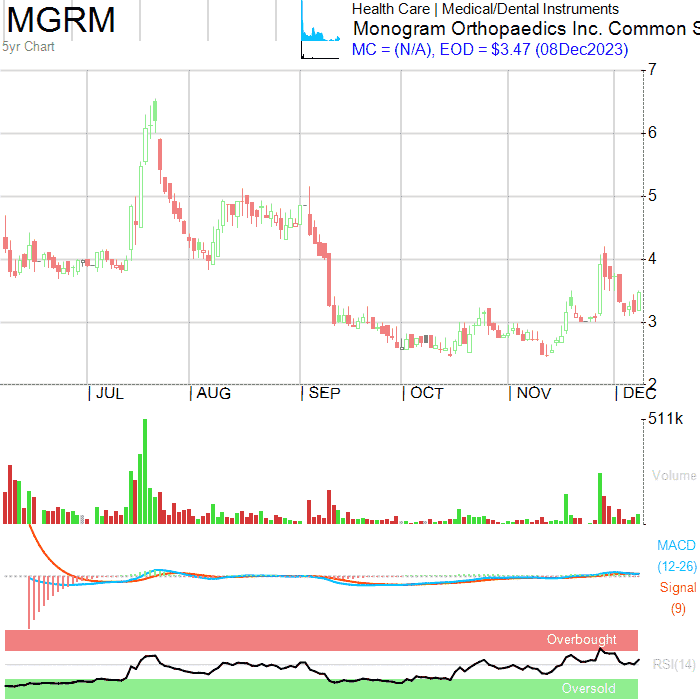 MGRM
5yr Chart
Health Care | Medical/Dental Instruments
Monogram Orthopaedics Inc. Common S
MC = (N/A), EOD = $3.47 (08Dec2023)
7
6
5
4
3
2
JUL AUG SEP OCT NOV DEC
511k
Volume
MACD
(12-26)
Signal
(9)
Overbought
RSI(14)
Oversold